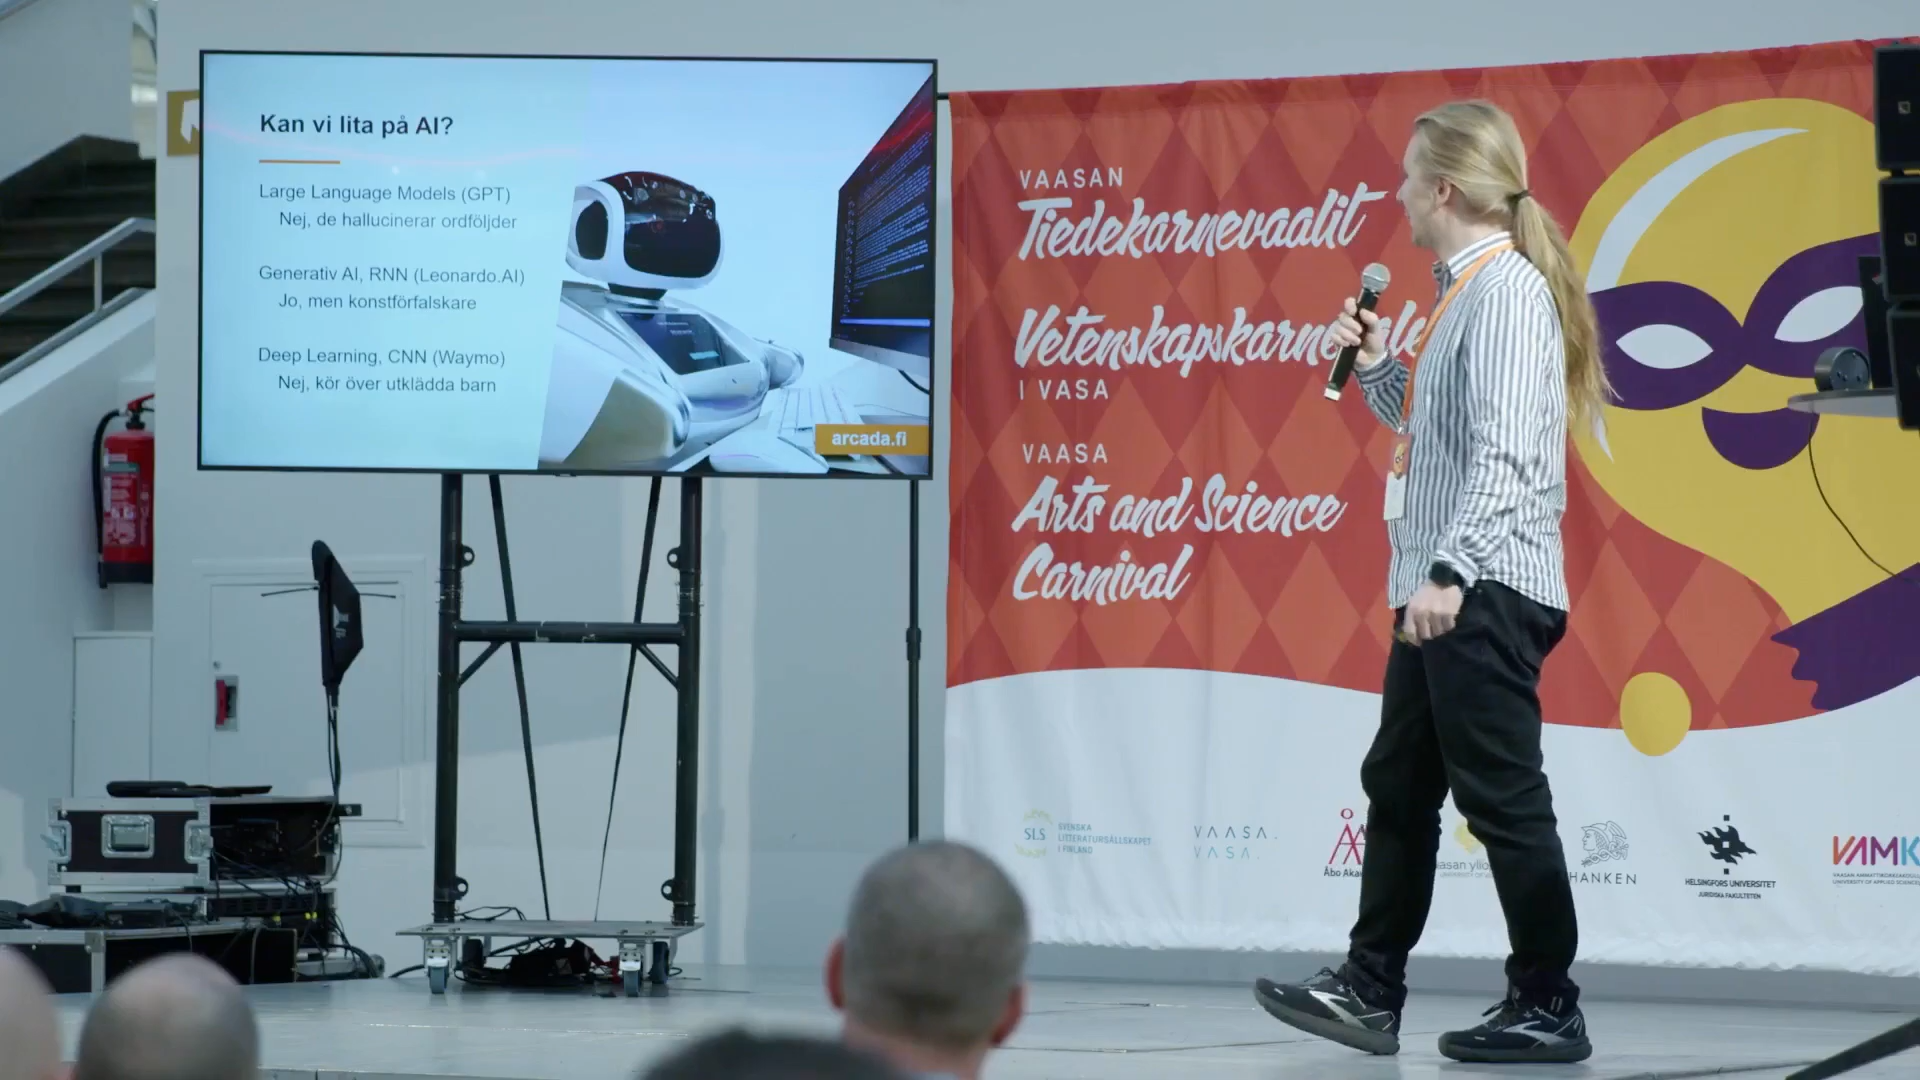 Kan vi lita på AI?
Large Language Models (GPT)
Nej, de hallucinerar ordföljder
Generativ AI, RNN (Leonardo.AI)
Jo, men konstförfalskare
Deep Learning, CNN (Waymo)
Nej, kör över utklädda barn
arcada.fi
VAASAN
Tiedekarnevaalit
I VASA
VAASA
Arts and Science
Carnival
SLS
SVENSKA
LITTERATURSÄLLSKAPET
I FINLAND
VAASA.
VASA.
Åbo
HANKEN
HELSINGFORS UNIVERSITET
JURIDISKA FAKULTETEN
VAMK